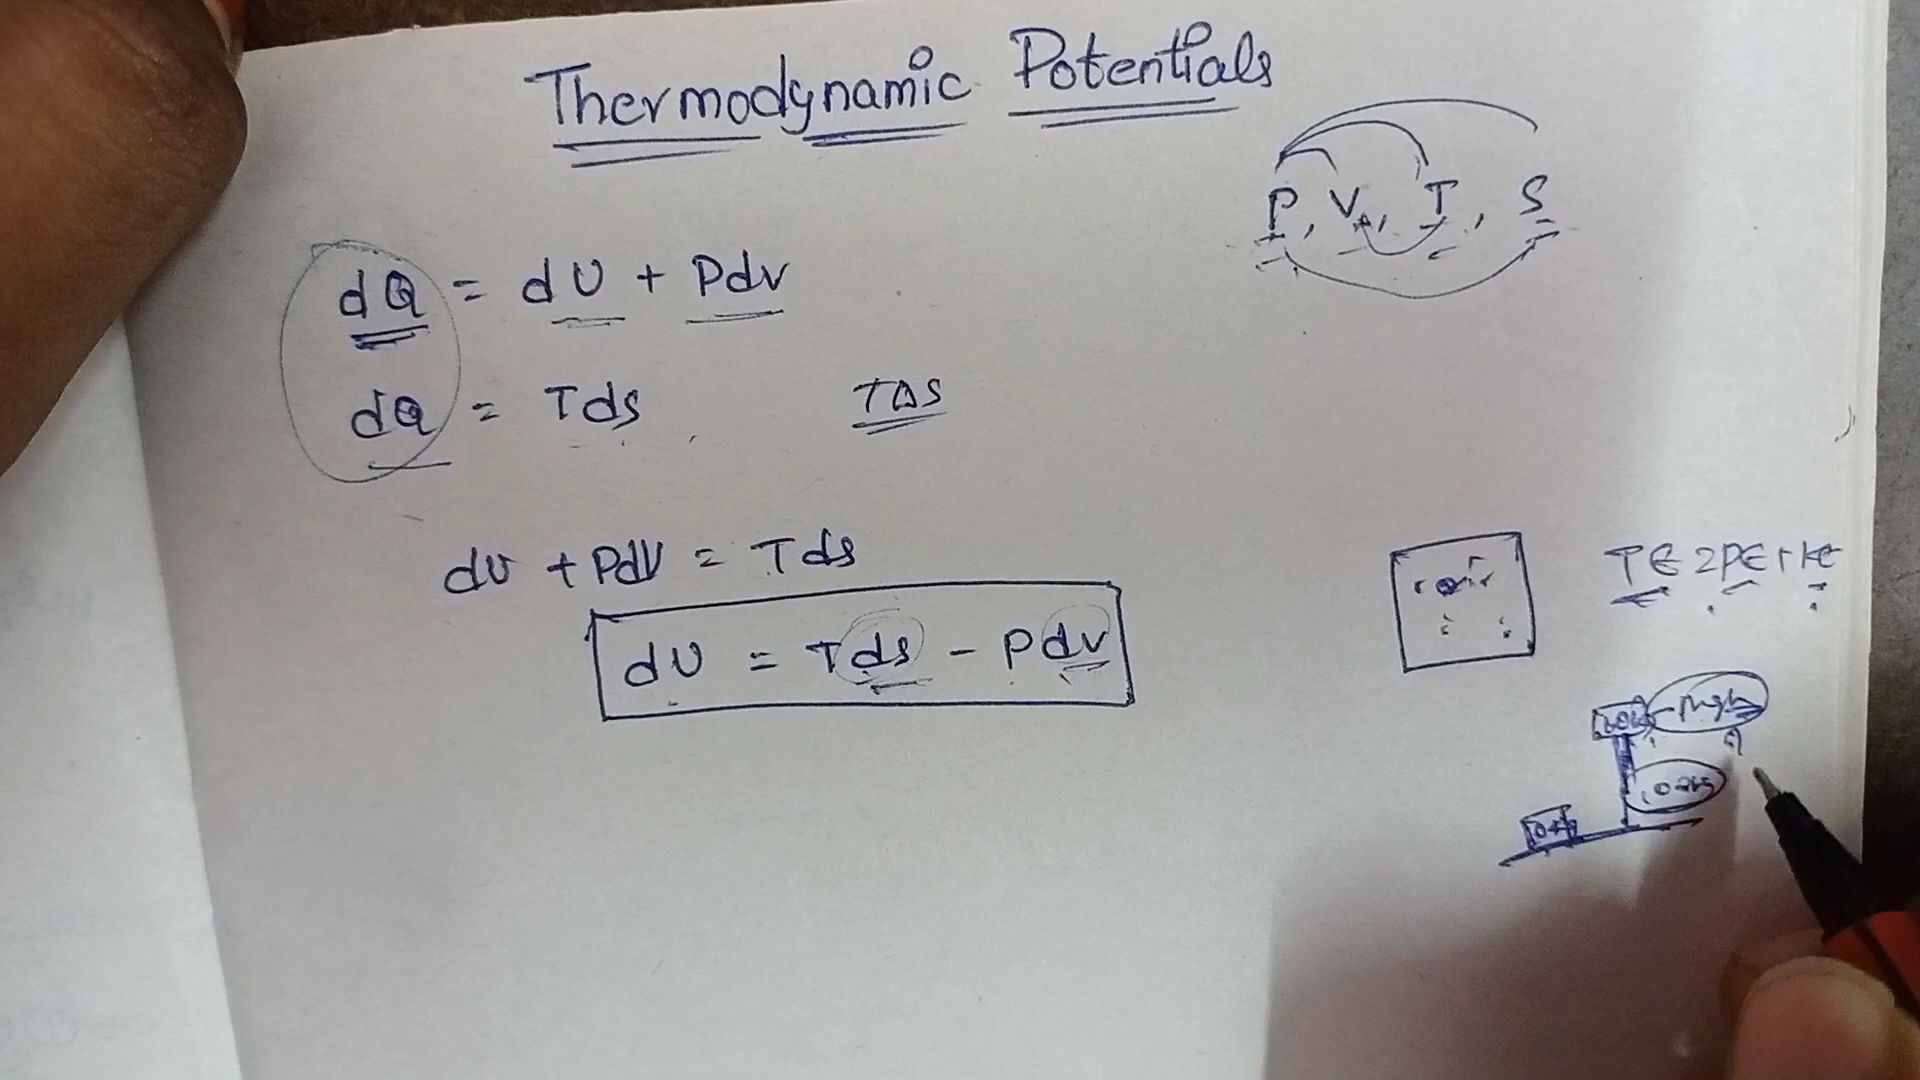 Thermodynamic Potentials
P, V, T, S
dQ = dU + Pdv
dQ = Tds
TΔS
dU + PdV = Tds
TE = PE + KE
dU = Tds - Pdv
mgh